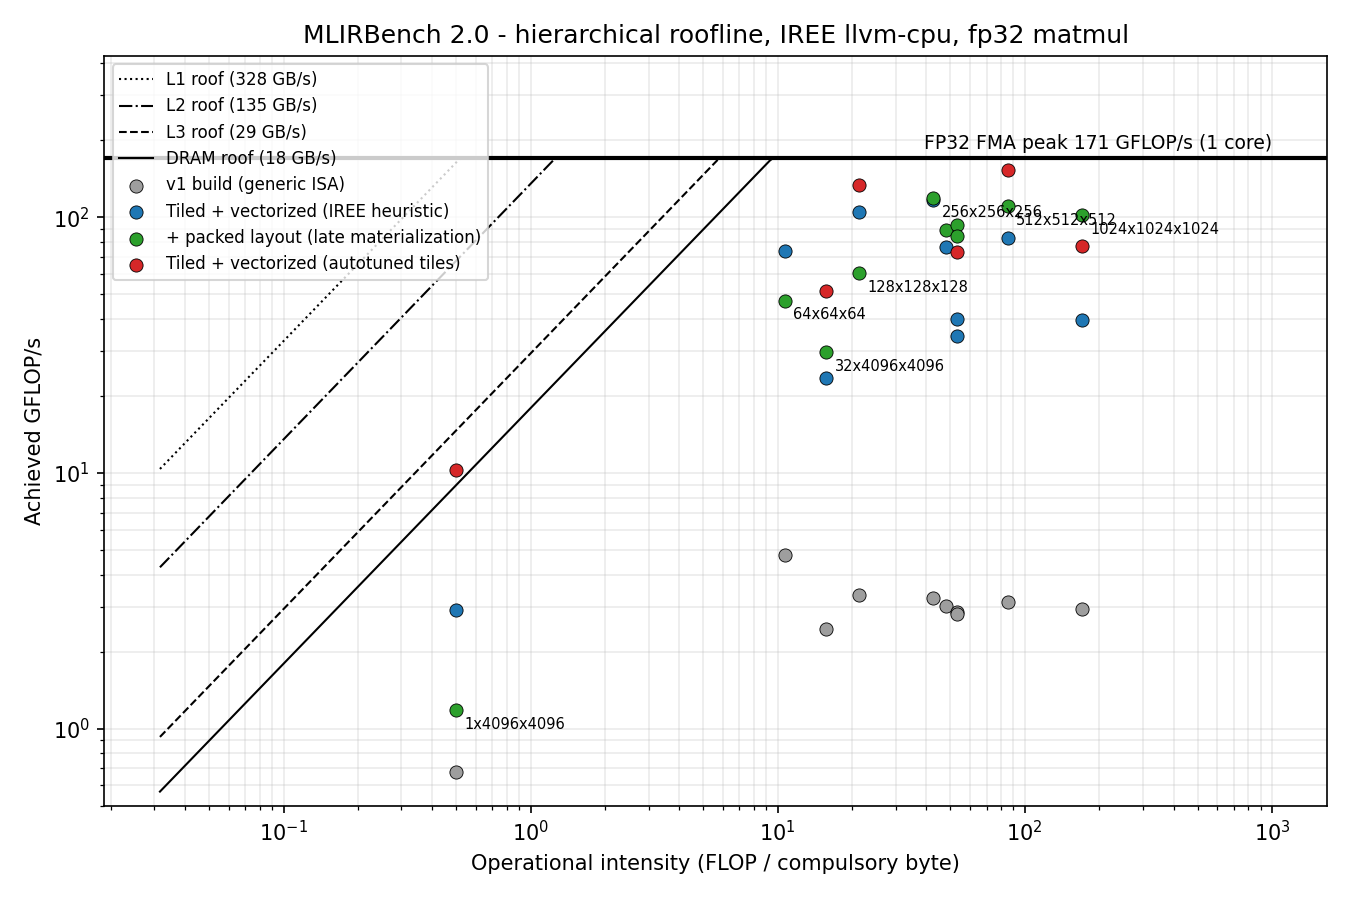 MLIRBench 2.0 - hierarchical roofline, IREE llvm-cpu, fp32 matmul
L1 roof (328 GB/s)
L2 roof (135 GB/s)
L3 roof (29 GB/s)
DRAM roof (18 GB/s)
v1 build (generic ISA)
Tiled + vectorized (IREE heuristic)
+ packed layout (late materialization)
Tiled + vectorized (autotuned tiles)
FP32 FMA peak 171 GFLOP/s (1 core)
256x256x256
512x512x512
1024x1024x1024
128x128x128
64x64x64
32x4096x4096
1x4096x4096
Achieved GFLOP/s
10²
10¹
10⁰
10⁻¹
10⁰
10¹
10²
10³
Operational intensity (FLOP / compulsory byte)